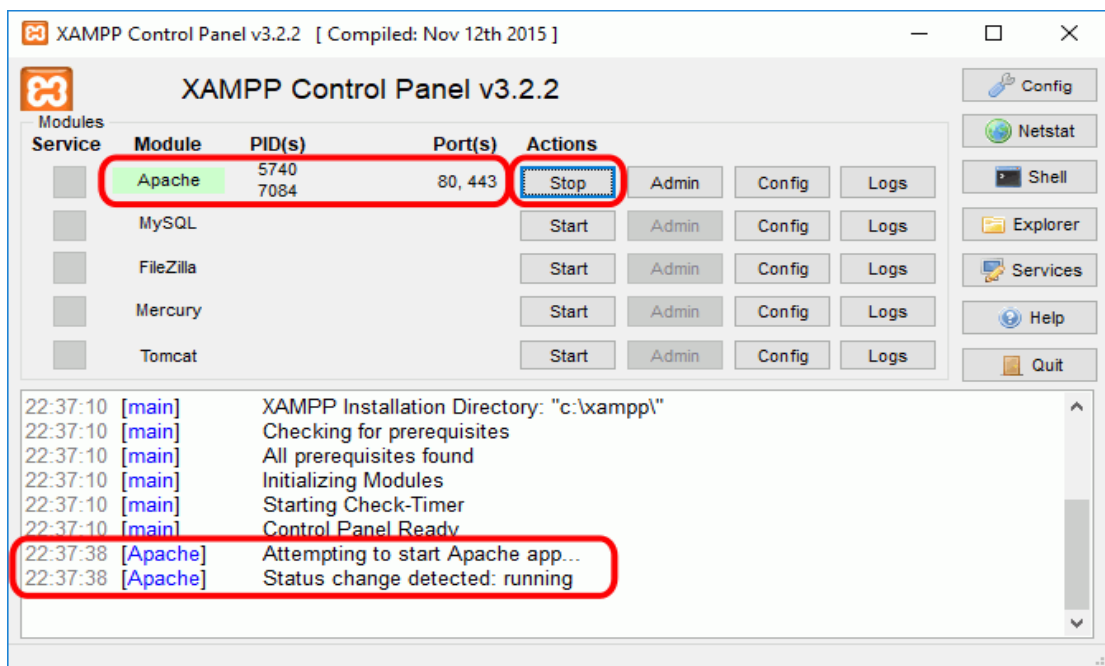 XAMPP Control Panel v3.2.2 [ Compiled: Nov 12th 2015 ]
XAMPP Control Panel v3.2.2
Config
Modules
Netstat
Service Module PID(s) Port(s) Actions
Apache 5740 7084 80, 443 Stop Admin Config Logs
Shell
MySQL Start Admin Config Logs
Explorer
FileZilla Start Admin Config Logs
Services
Mercury Start Admin Config Logs
Help
Tomcat Start Admin Config Logs
Quit
22:37:10 [main] XAMPP Installation Directory: "c:\xampp\"
22:37:10 [main] Checking for prerequisites
22:37:10 [main] All prerequisites found
22:37:10 [main] Initializing Modules
22:37:10 [main] Starting Check-Timer
22:37:10 [main] Control Panel Ready
22:37:38 [Apache] Attempting to start Apache app...
22:37:38 [Apache] Status change detected: running